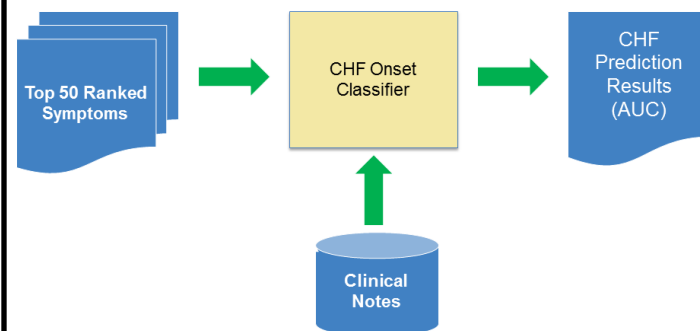 Top 50 Ranked
Symptoms
CHF Onset
Classifier
CHF
Prediction
Results
(AUC)
Clinical
Notes